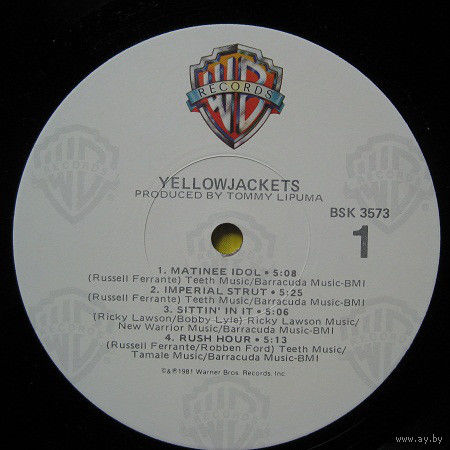 WB
RECORDS
YELLOWJACKETS
PRODUCED BY TOMMY LIPUMA
BSK 3573
1
1. MATINEE IDOL • 5:08
(Russell Ferrante) Teeth Music/Barracuda Music-BMI
2. IMPERIAL STRUT • 5:25
(Russell Ferrante) Teeth Music/Barracuda Music-BMI
3. SITTIN' IN IT • 5:06
(Ricky Lawson/Bobby Lyle) Ricky Lawson Music/
New Warrior Music/Barracuda Music-BMI
4. RUSH HOUR • 5:13
(Russell Ferrante/Robben Ford) Teeth Music/
Tamale Music/Barracuda Music-BMI
©&℗1981 Warner Bros. Records, Inc.
www.ay.by